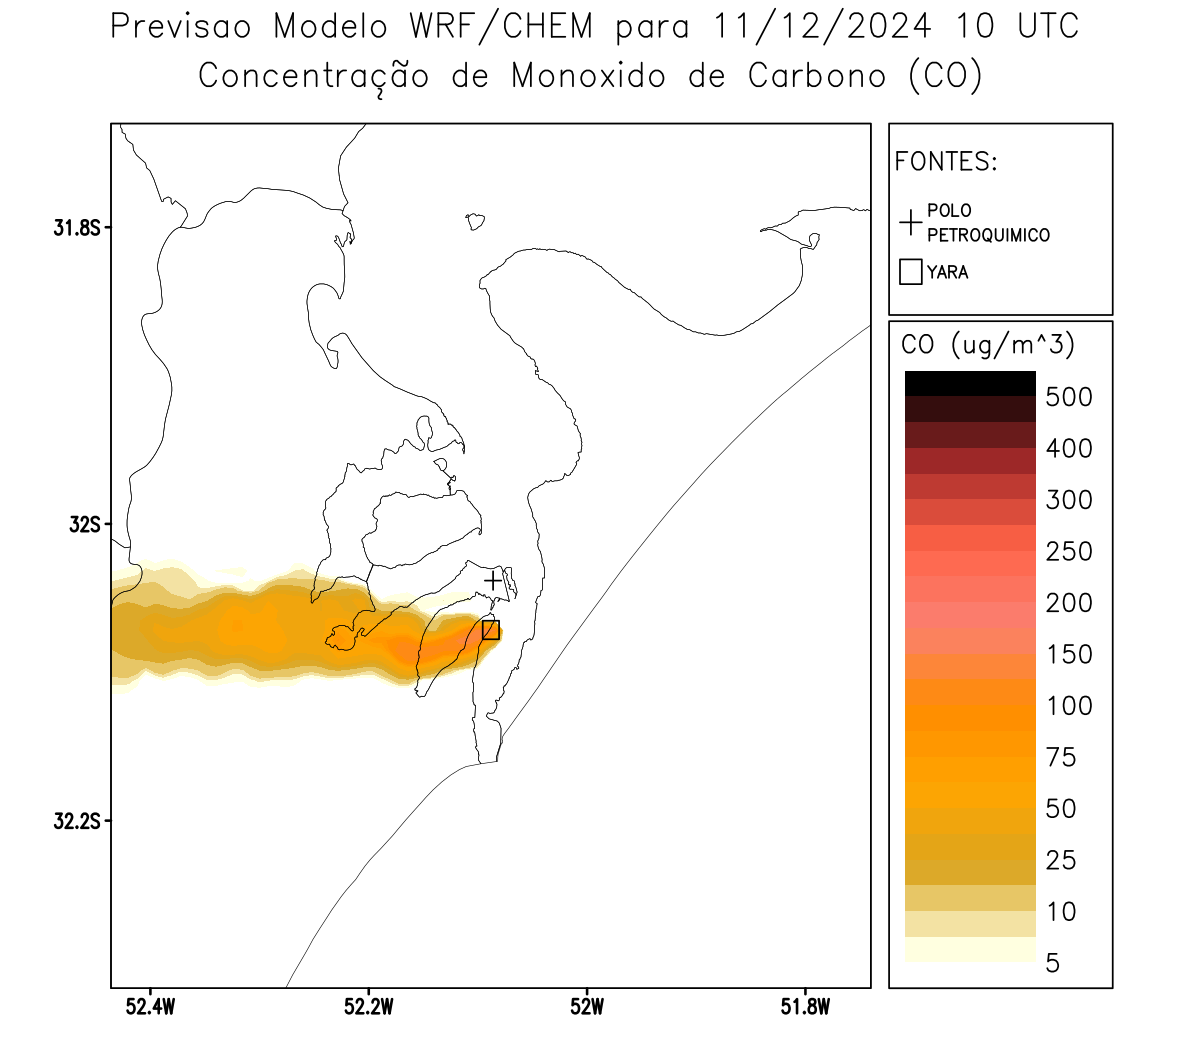 Previsao Modelo WRF/CHEM para 11/12/2024 10 UTC
Concentração de Monoxido de Carbono (CO)
FONTES:
POLO
PETROQUIMICO
YARA
31.8S
32S
32.2S
52.4W
52.2W
52W
51.8W
CO (ug/m^3)
500
400
300
250
200
150
100
75
50
25
10
5